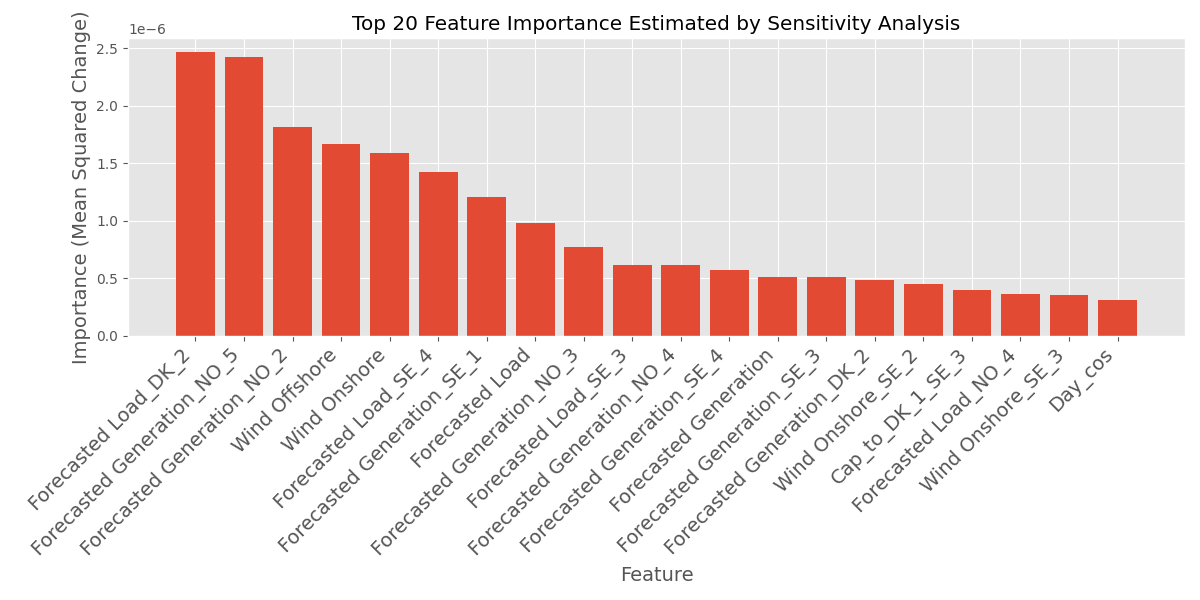 Top 20 Feature Importance Estimated by Sensitivity Analysis
1e−6
Importance (Mean Squared Change)
2.5
2.0
1.5
1.0
0.5
0.0
Forecasted Load_DK_2
Forecasted Generation_NO_5
Forecasted Generation_NO_2
Wind Offshore
Wind Onshore
Forecasted Load_SE_4
Forecasted Generation_SE_1
Forecasted Load
Forecasted Generation_NO_3
Forecasted Load_SE_3
Forecasted Generation_NO_4
Forecasted Generation_SE_4
Forecasted Generation
Forecasted Generation_SE_3
Forecasted Generation_DK_2
Wind Onshore_SE_2
Cap_to_DK_1_SE_3
Forecasted Load_NO_4
Wind Onshore_SE_3
Day_cos
Feature